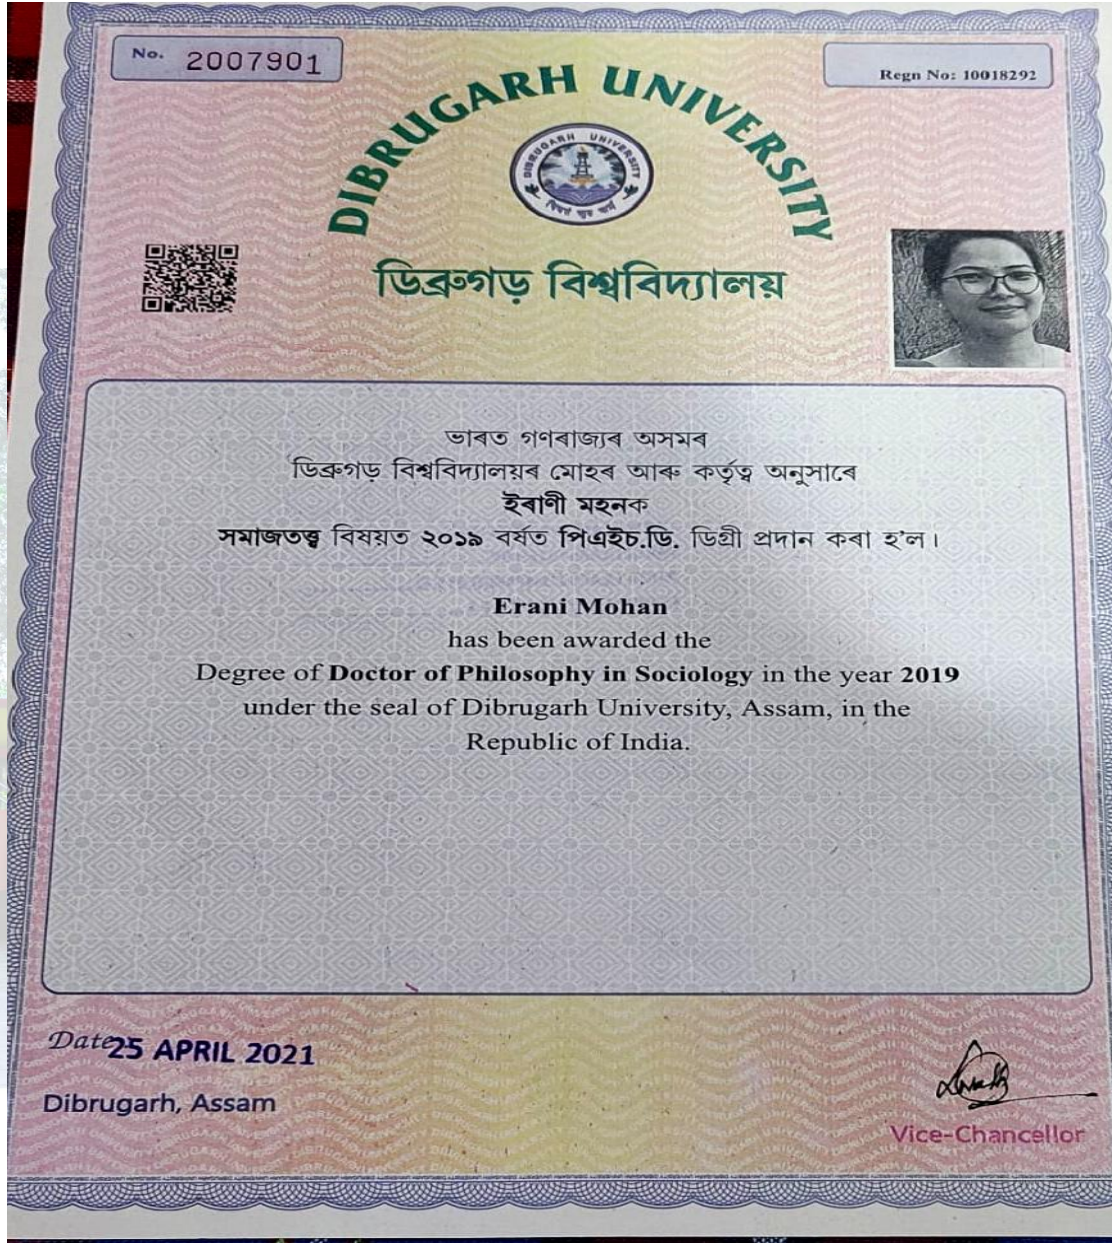 No. 2007901
Regn No: 10018292
DIBRUGARH UNIVERSITY
DIBRUGARH UNIVERSITY
ডিব্ৰুগড় বিশ্ববিদ্যালয়
ভাৰত গণৰাজ্যৰ অসমৰ
ডিব্ৰুগড় বিশ্ববিদ্যালয়ৰ মোহৰ আৰু কৰ্তৃত্ব অনুসাৰে
ইৰাণী মহনক
সমাজতত্ত্ব বিষয়ত ২০১৯ বৰ্ষত পিএইচ.ডি. ডিগ্ৰী প্ৰদান কৰা হ'ল।
Erani Mohan
has been awarded the
Degree of Doctor of Philosophy in Sociology in the year 2019
under the seal of Dibrugarh University, Assam, in the
Republic of India.
Date 25 APRIL 2021
Dibrugarh, Assam
Vice-Chancellor